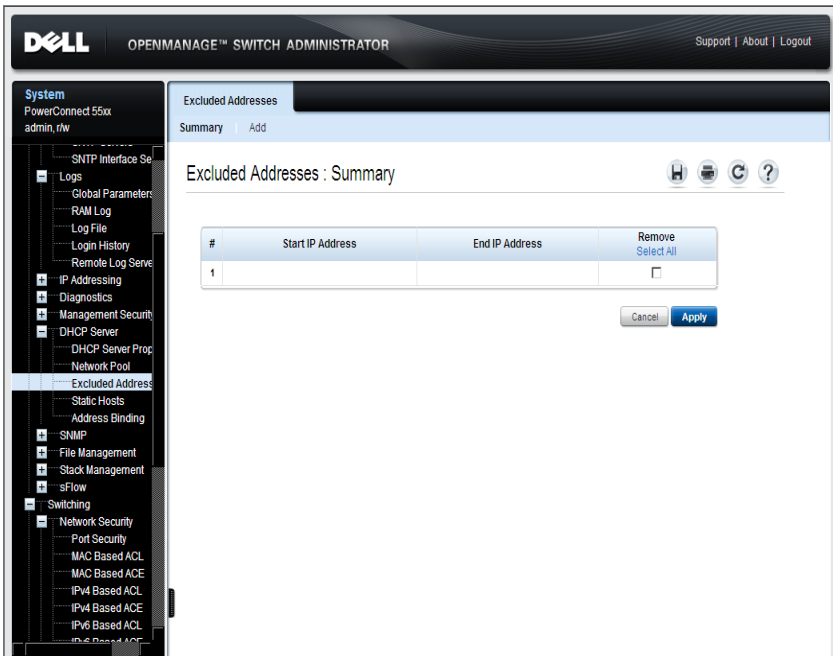 DELL
OPENMANAGE™ SWITCH ADMINISTRATOR
Support | About | Logout
System
PowerConnect 55xx
admin, r/w
SNTP Interface Se
Logs
Global Parameters
RAM Log
Log File
Login History
Remote Log Serve
IP Addressing
Diagnostics
Management Security
DHCP Server
DHCP Server Prop
Network Pool
Excluded Address
Static Hosts
Address Binding
SNMP
File Management
Stack Management
sFlow
Switching
Network Security
Port Security
MAC Based ACL
MAC Based ACE
IPv4 Based ACL
IPv4 Based ACE
IPv6 Based ACL
IPv6 Based ACE
Excluded Addresses
Summary | Add
Excluded Addresses : Summary
# Start IP Address End IP Address Remove
Select All
1
Cancel Apply